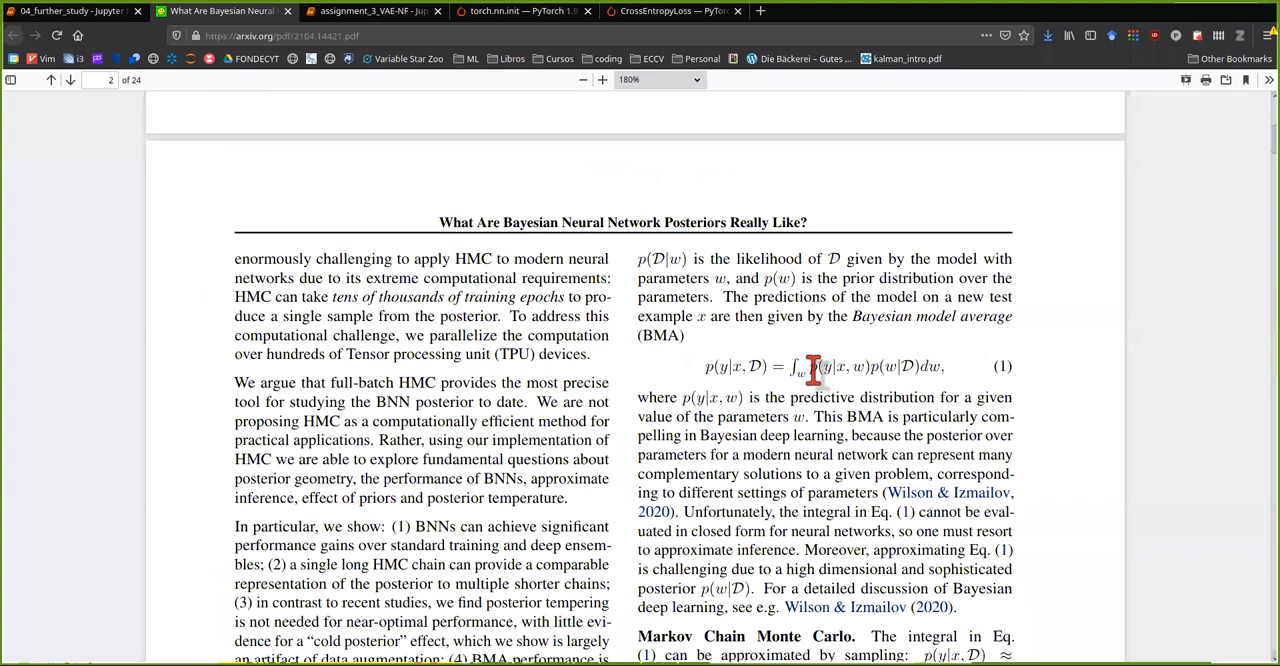 04_further_study - Jupyter
What Are Bayesian Neural
assignment_3_VAE-NF - Jup
torch.nn.init — PyTorch 1.9
CrossEntropyLoss — PyTo
https://arxiv.org/pdf/2104.14421.pdf
Vim
i3
FONDECYT
Variable Star Zoo
ML
Libros
Cursos
coding
ECCV
Personal
Die Bäckerei – Gutes ...
kalman_intro.pdf
Other Bookmarks
2 of 24
180%
What Are Bayesian Neural Network Posteriors Really Like?
enormously challenging to apply HMC to modern neural
networks due to its extreme computational requirements:
HMC can take tens of thousands of training epochs to pro-
duce a single sample from the posterior. To address this
computational challenge, we parallelize the computation
over hundreds of Tensor processing unit (TPU) devices.
We argue that full-batch HMC provides the most precise
tool for studying the BNN posterior to date. We are not
proposing HMC as a computationally efficient method for
practical applications. Rather, using our implementation of
HMC we are able to explore fundamental questions about
posterior geometry, the performance of BNNs, approximate
inference, effect of priors and posterior temperature.
In particular, we show: (1) BNNs can achieve significant
performance gains over standard training and deep ensem-
bles; (2) a single long HMC chain can provide a comparable
representation of the posterior to multiple shorter chains;
(3) in contrast to recent studies, we find posterior tempering
is not needed for near-optimal performance, with little evi-
dence for a “cold posterior” effect, which we show is largely
an artifact of data augmentation; (4) BMA performance is
p(D|w) is the likelihood of D given by the model with
parameters w, and p(w) is the prior distribution over the
parameters. The predictions of the model on a new test
example x are then given by the Bayesian model average
(BMA)
p(y|x, D) = ∫w p(y|x, w)p(w|D)dw, (1)
where p(y|x, w) is the predictive distribution for a given
value of the parameters w. This BMA is particularly com-
pelling in Bayesian deep learning, because the posterior over
parameters for a modern neural network can represent many
complementary solutions to a given problem, correspond-
ing to different settings of parameters (Wilson & Izmailov,
2020). Unfortunately, the integral in Eq. (1) cannot be eval-
uated in closed form for neural networks, so one must resort
to approximate inference. Moreover, approximating Eq. (1)
is challenging due to a high dimensional and sophisticated
posterior p(w|D). For a detailed discussion of Bayesian
deep learning, see e.g. Wilson & Izmailov (2020).
Markov Chain Monte Carlo. The integral in Eq.
(1) can be approximated by sampling: p(y|x, D) ≈